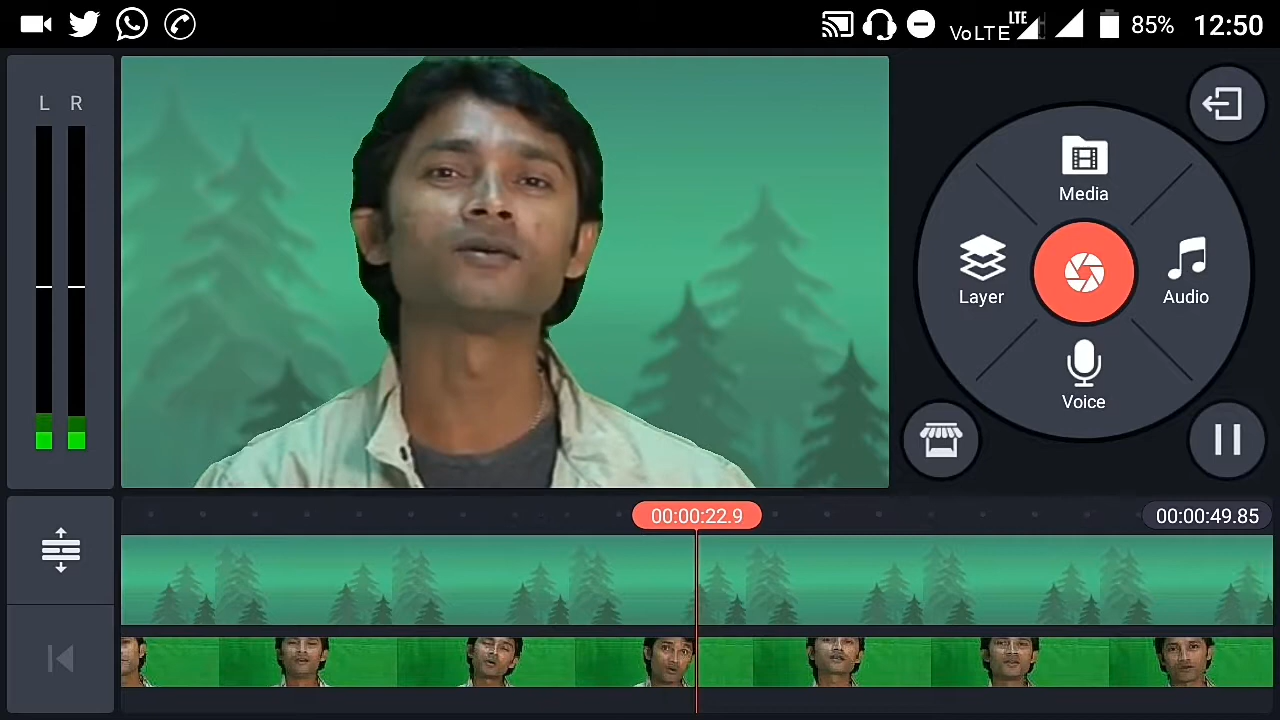 VoLTE LTE 85% 12:50
L R
Media
Layer
Audio
Voice
00:00:22.9
00:00:49.85